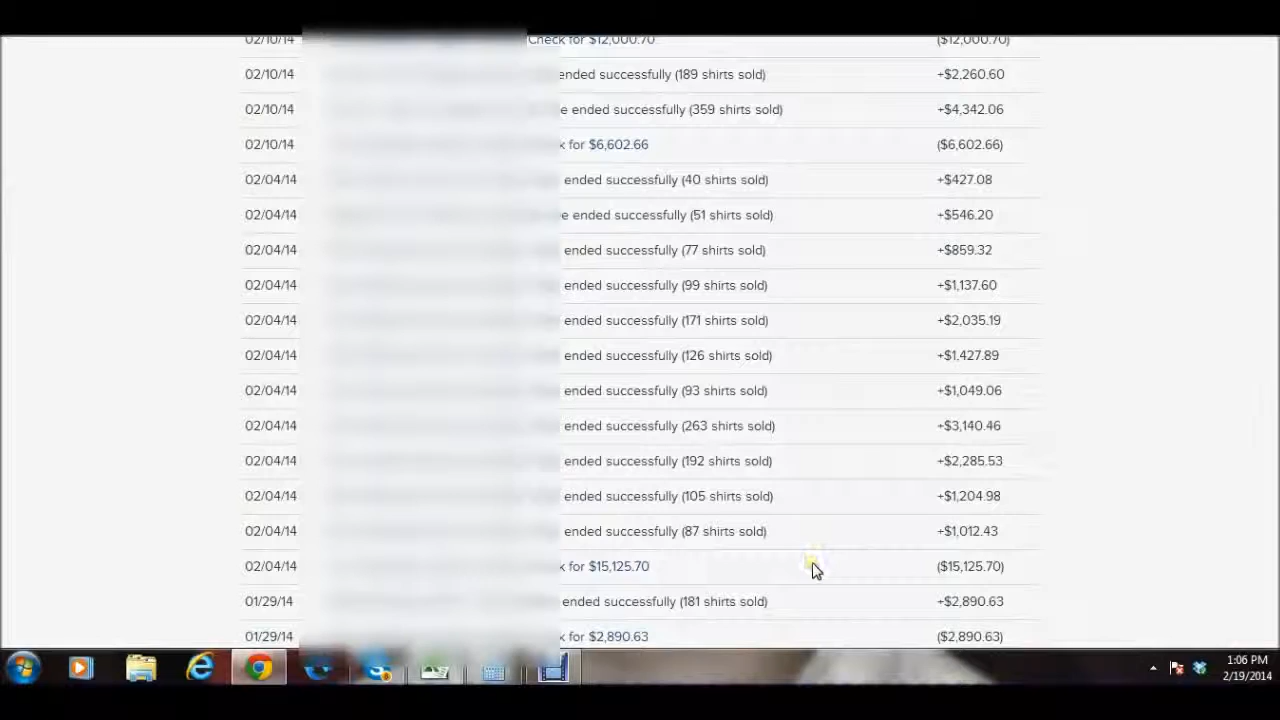 02/10/14 Check for $12,000.70 ($12,000.70)
02/10/14 ended successfully (189 shirts sold) +$2,260.60
02/10/14 e ended successfully (359 shirts sold) +$4,342.06
02/10/14 k for $6,602.66 ($6,602.66)
02/04/14 ended successfully (40 shirts sold) +$427.08
02/04/14 e ended successfully (51 shirts sold) +$546.20
02/04/14 ended successfully (77 shirts sold) +$859.32
02/04/14 ended successfully (99 shirts sold) +$1,137.60
02/04/14 ended successfully (171 shirts sold) +$2,035.19
02/04/14 ended successfully (126 shirts sold) +$1,427.89
02/04/14 ended successfully (93 shirts sold) +$1,049.06
02/04/14 ended successfully (263 shirts sold) +$3,140.46
02/04/14 ended successfully (192 shirts sold) +$2,285.53
02/04/14 ended successfully (105 shirts sold) +$1,204.98
02/04/14 ended successfully (87 shirts sold) +$1,012.43
02/04/14 k for $15,125.70 ($15,125.70)
01/29/14 ended successfully (181 shirts sold) +$2,890.63
01/29/14 k for $2,890.63 ($2,890.63)
1:06 PM
2/19/2014